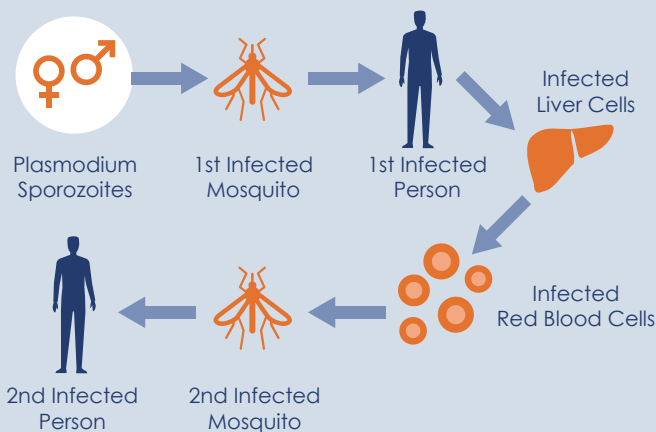 Plasmodium
Sporozoites
1st Infected
Mosquito
1st Infected
Person
Infected
Liver Cells
Infected
Red Blood Cells
2nd Infected
Mosquito
2nd Infected
Person